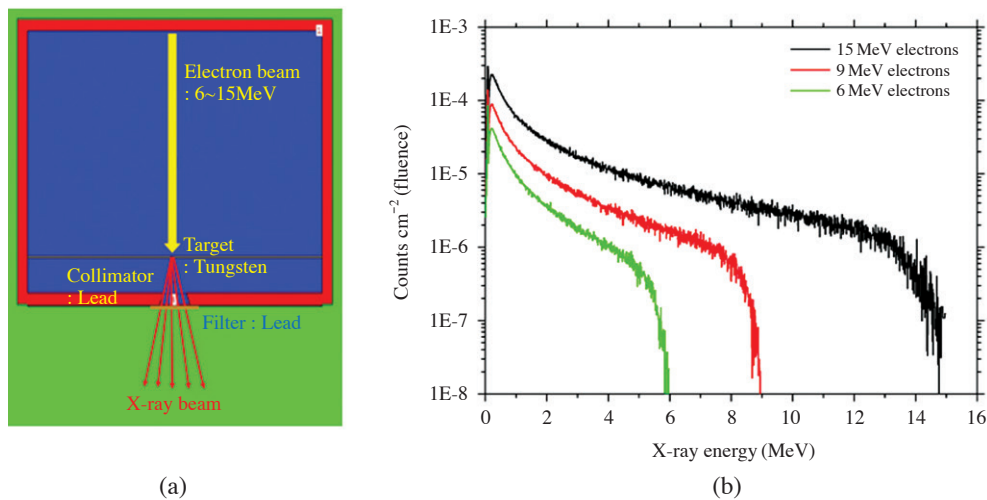 (a)
1
Electron beam
: 6~15MeV
Target
: Tungsten
Collimator
: Lead
Filter : Lead
X-ray beam
(b)
1E-3
1E-4
1E-5
1E-6
1E-7
1E-8
Counts cm⁻² (fluence)
15 MeV electrons
9 MeV electrons
6 MeV electrons
0
2
4
6
8
10
12
14
16
X-ray energy (MeV)
(a)
(b)